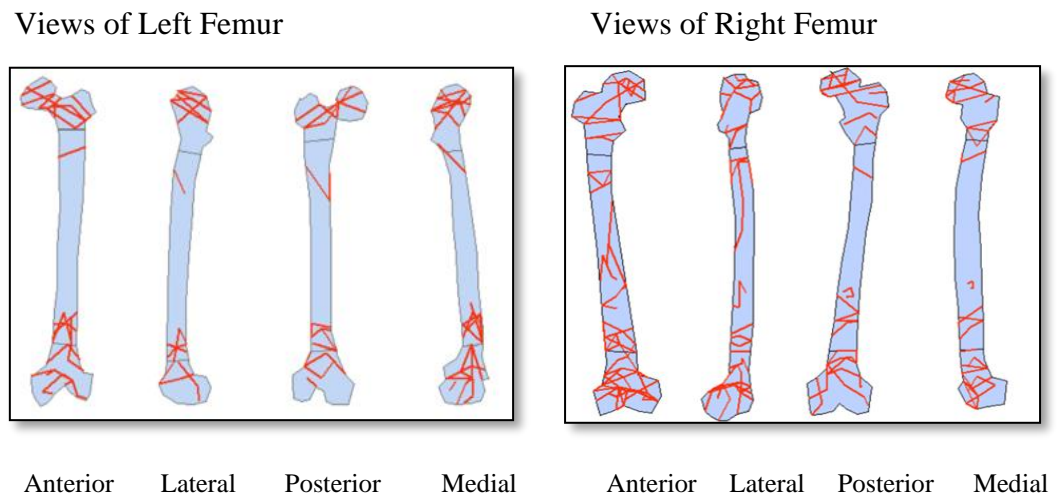 Views of Left Femur
Views of Right Femur
Anterior Lateral Posterior Medial
Anterior Lateral Posterior Medial